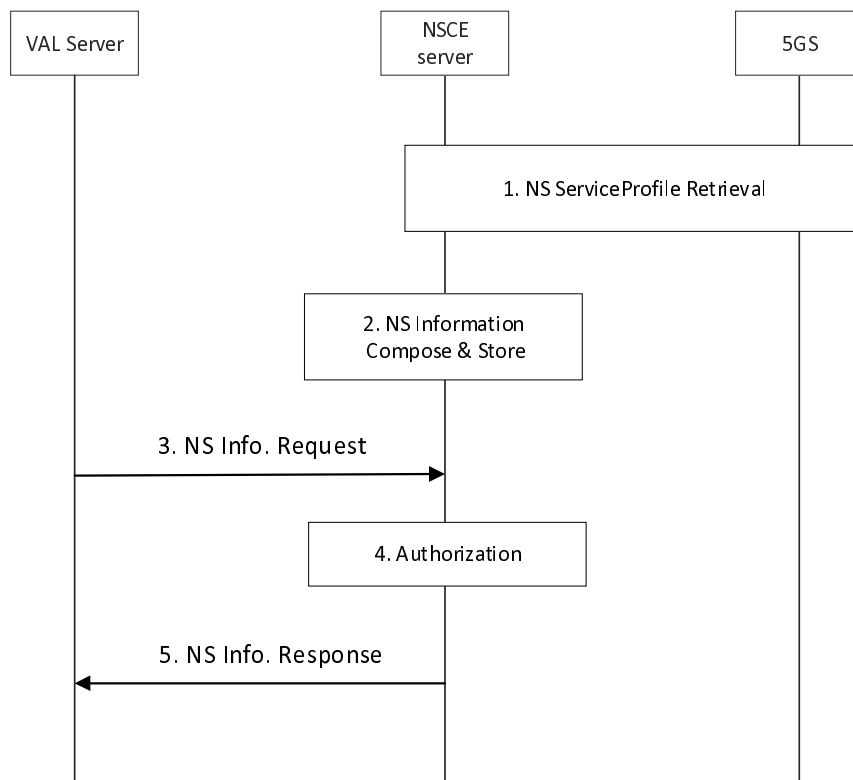 VAL Server
NSCE
server
5GS
1. NS ServiceProfile Retrieval
2. NS Information
Compose & Store
3. NS Info. Request
4. Authorization
5. NS Info. Response